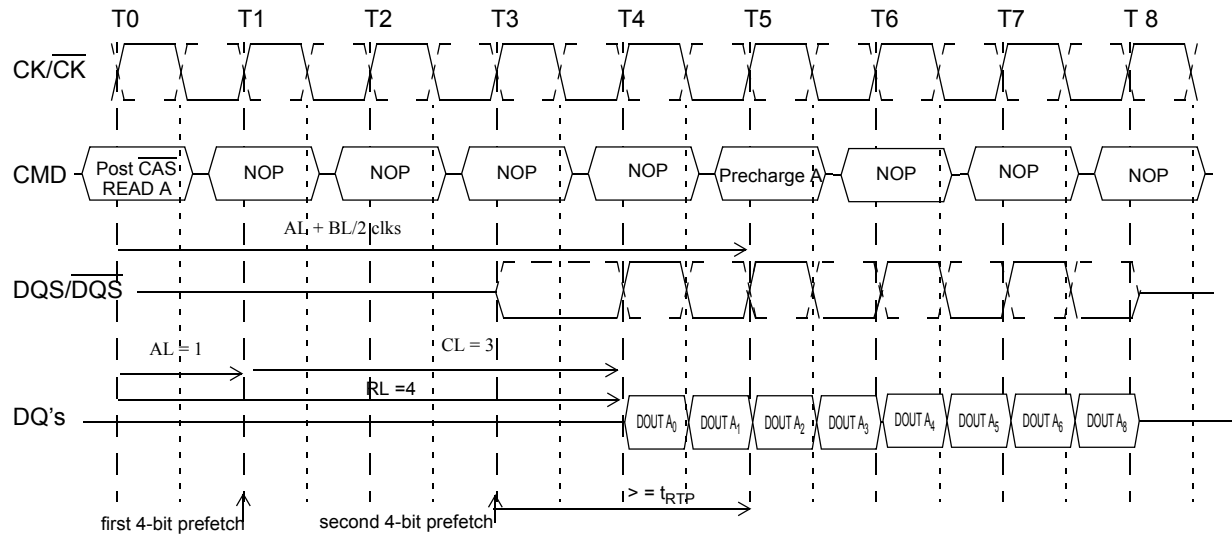 T0 T1 T2 T3 T4 T5 T6 T7 T 8
CK/CK
CMD Post CAS READ A NOP NOP NOP NOP Precharge A NOP NOP NOP
AL + BL/2 clks
DQS/DQS
AL = 1 CL = 3
RL =4
DQ's DOUT A0 DOUT A1 DOUT A2 DOUT A3 DOUT A4 DOUT A5 DOUT A6 DOUT A8
first 4-bit prefetch second 4-bit prefetch > = tRTP